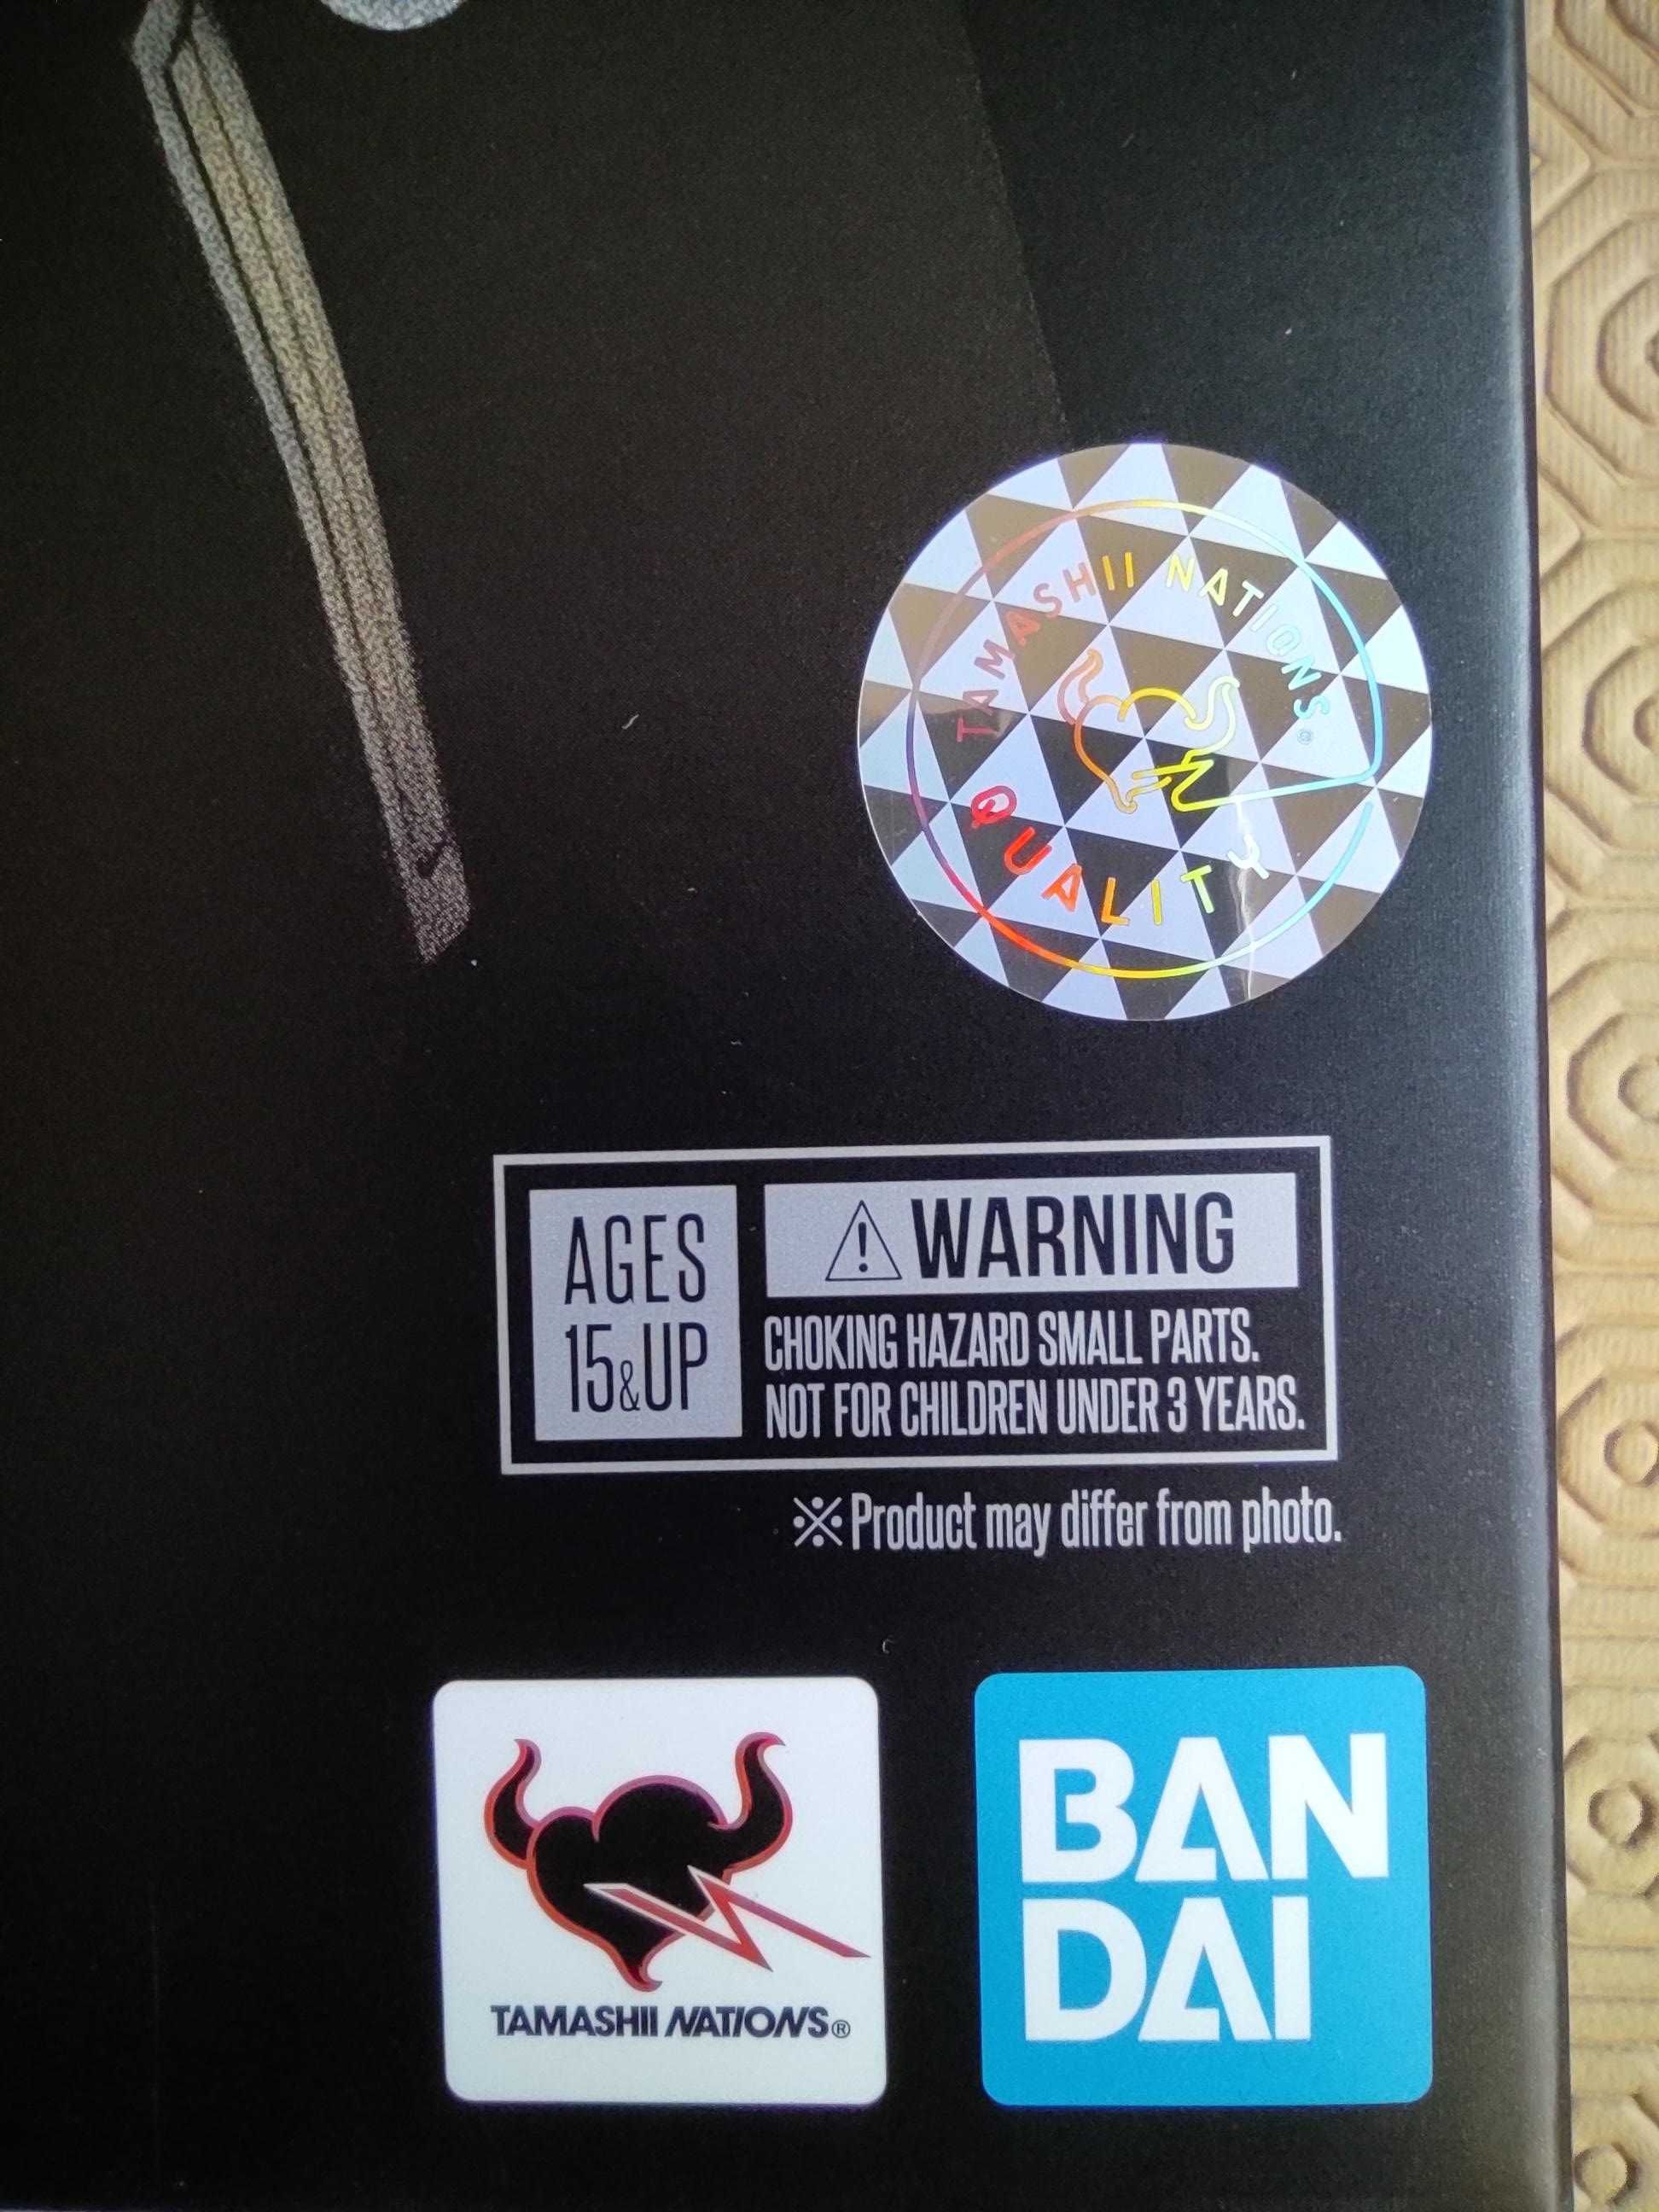 TAMASHII NATIONS®
QUALITY
AGES
15&UP
⚠ WARNING
CHOKING HAZARD SMALL PARTS.
NOT FOR CHILDREN UNDER 3 YEARS.
※Product may differ from photo.
TAMASHII NATIONS®
BAN
DAI